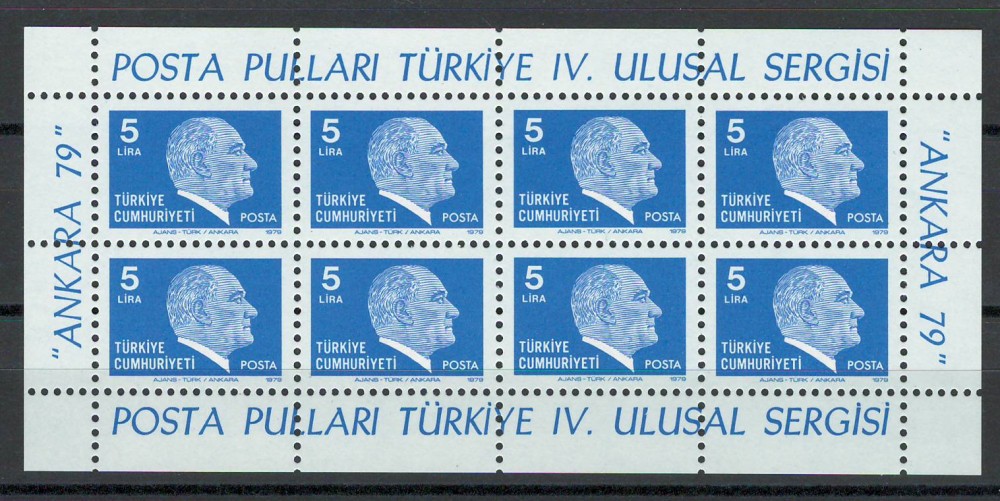 POSTA PULLARI TÜRKİYE IV. ULUSAL SERGİSİ
"ANKARA 79"
5
LİRA
TÜRKİYE
CUMHURİYETİ
POSTA
AJANS - TÜRK / ANKARA 1979
5
LİRA
TÜRKİYE
CUMHURİYETİ
POSTA
AJANS - TÜRK / ANKARA 1979
5
LİRA
TÜRKİYE
CUMHURİYETİ
POSTA
AJANS - TÜRK / ANKARA 1979
5
LİRA
TÜRKİYE
CUMHURİYETİ
POSTA
AJANS - TÜRK / ANKARA 1979
"ANKARA 79"
5
LİRA
TÜRKİYE
CUMHURİYETİ
POSTA
AJANS - TÜRK / ANKARA 1979
5
LİRA
TÜRKİYE
CUMHURİYETİ
POSTA
AJANS - TÜRK / ANKARA 1979
5
LİRA
TÜRKİYE
CUMHURİYETİ
POSTA
AJANS - TÜRK / ANKARA 1979
5
LİRA
TÜRKİYE
CUMHURİYETİ
POSTA
AJANS - TÜRK / ANKARA 1979
POSTA PULLARI TÜRKİYE IV. ULUSAL SERGİSİ